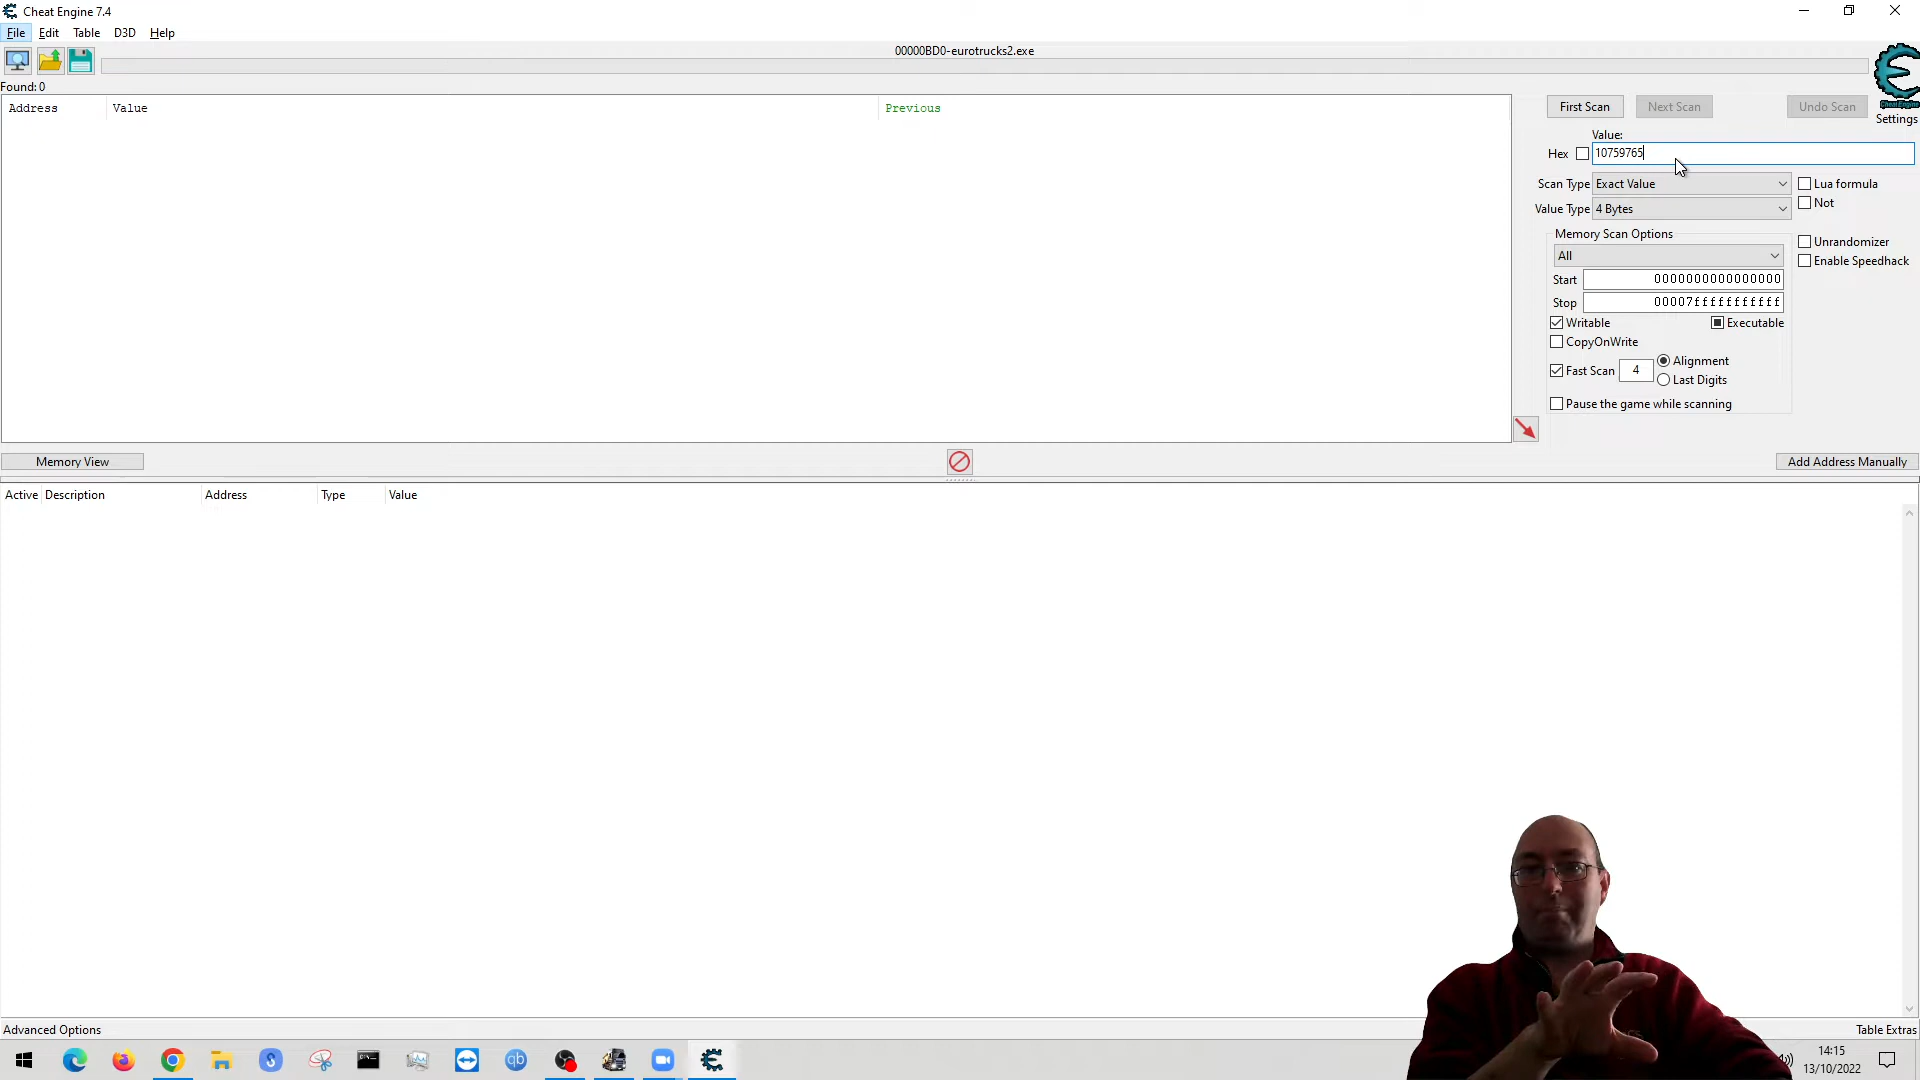 Cheat Engine 7.4
File Edit Table D3D Help
00000BD0-eurotrucks2.exe
Found: 0
Address Value Previous
First Scan Next Scan Undo Scan
Cheat Engine
Settings
Value:
Hex 10759765
Scan Type Exact Value Lua formula
Not
Value Type 4 Bytes
Memory Scan Options
All
Unrandomizer
Enable Speedhack
Start 0000000000000000
Stop 00007fffffffffff
Writable Executable
CopyOnWrite
Fast Scan 4 Alignment
Last Digits
Pause the game while scanning
Memory View Add Address Manually
Active Description Address Type Value
Advanced Options Table Extras
qb
14:15
13/10/2022